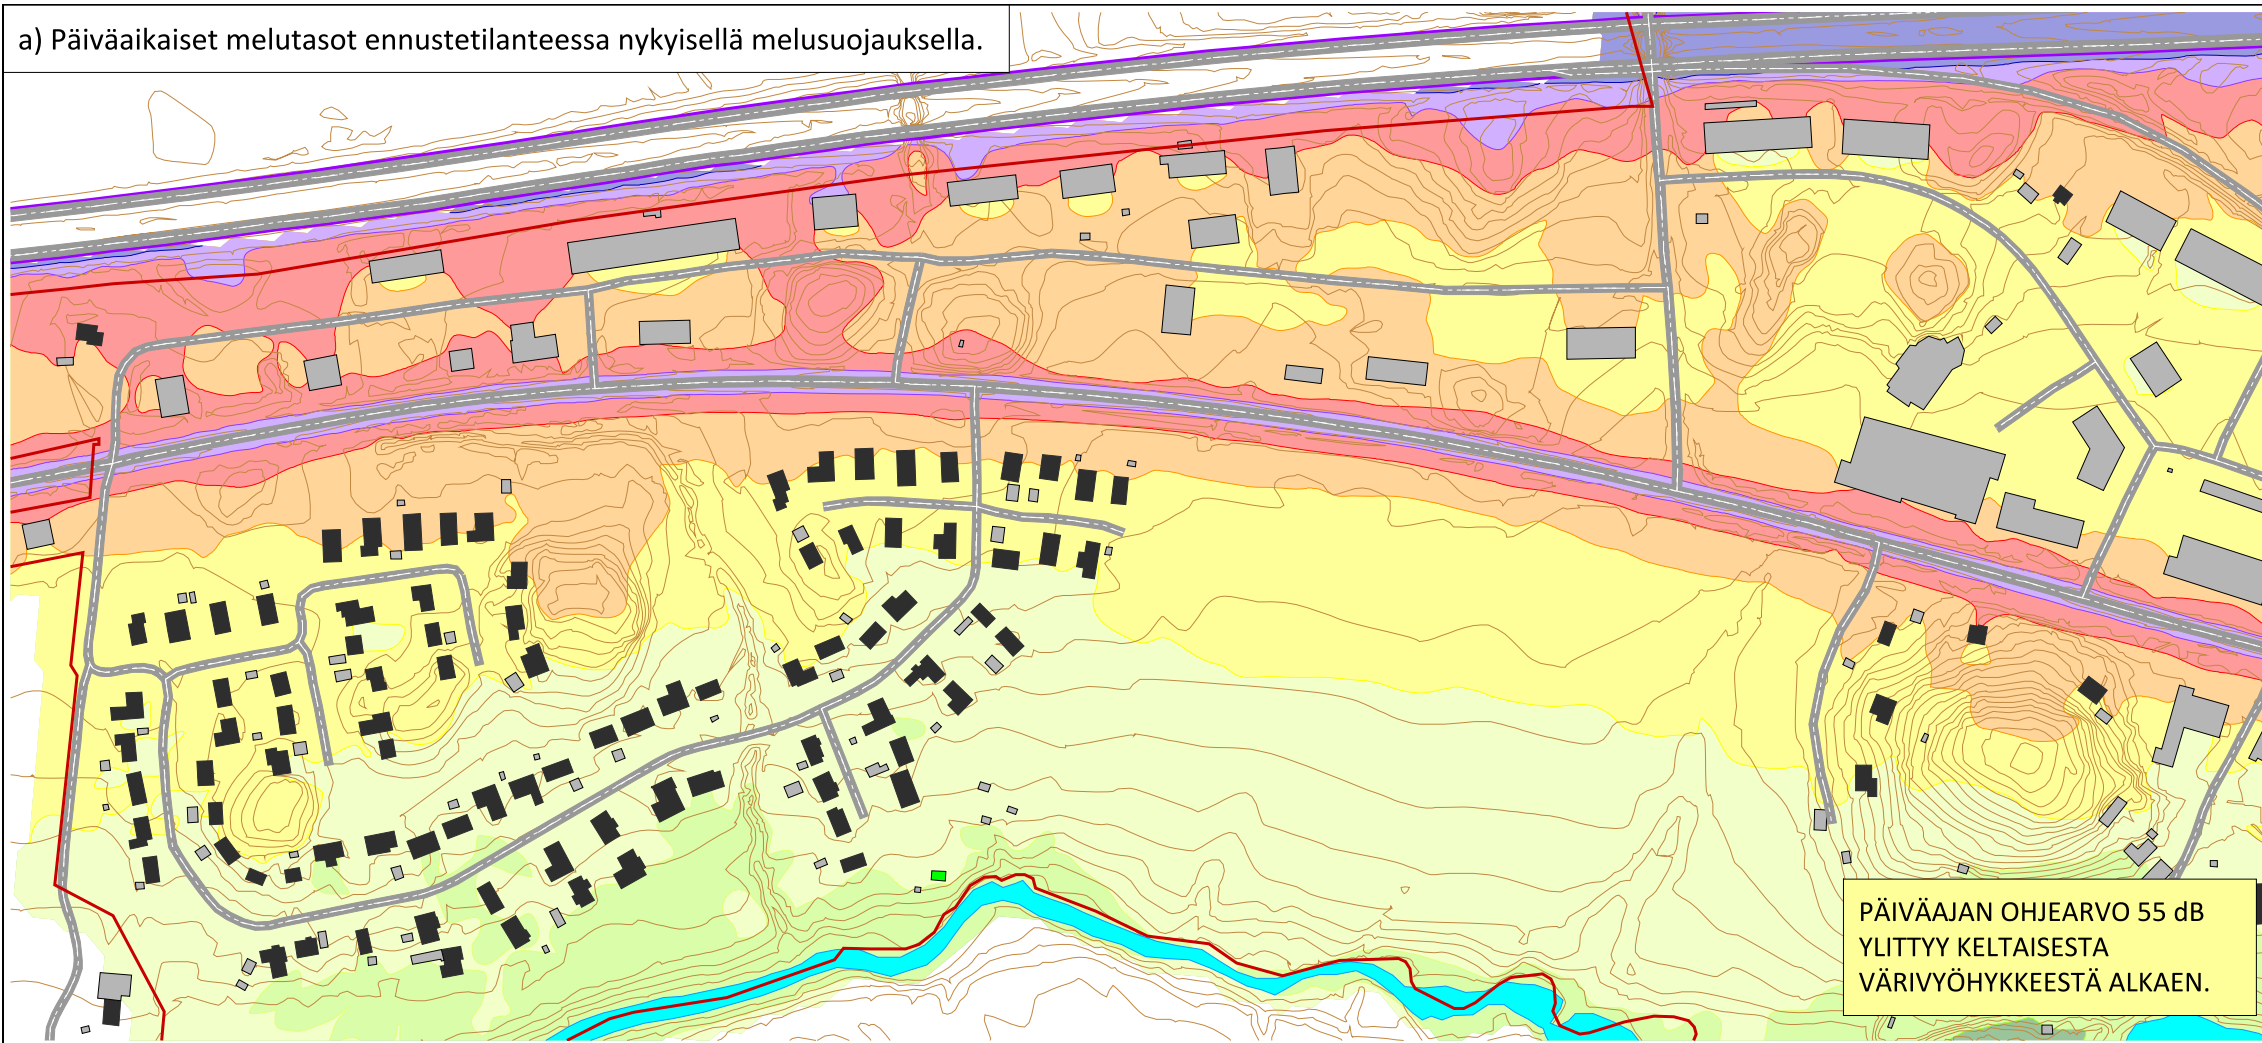 a) Päiväaikaiset melutasot ennustetilanteessa nykyisellä melusuojauksella.
PÄIVÄAJAN OHJEARVO 55 dB
YLITTYY KELTAISESTA
VÄRIVYÖHYKKEESTÄ ALKAEN.